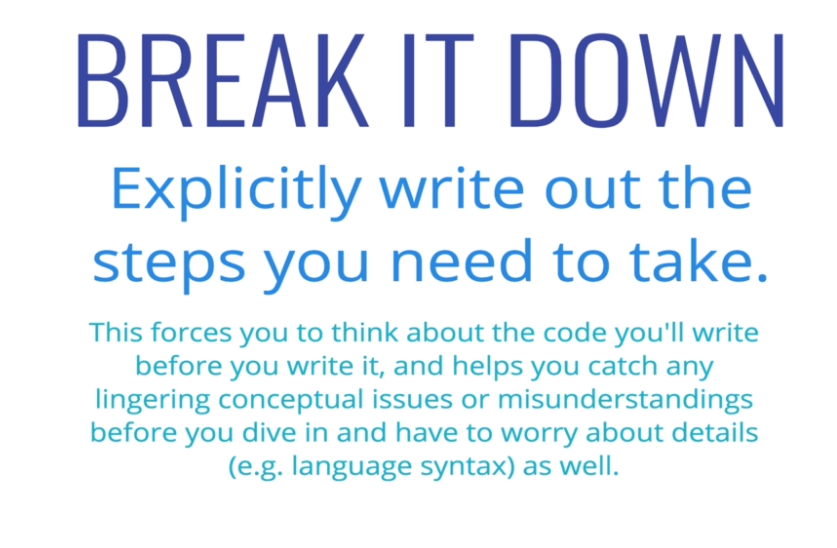 BREAK IT DOWN
Explicitly write out the
steps you need to take.
This forces you to think about the code you'll write
before you write it, and helps you catch any
lingering conceptual issues or misunderstandings
before you dive in and have to worry about details
(e.g. language syntax) as well.